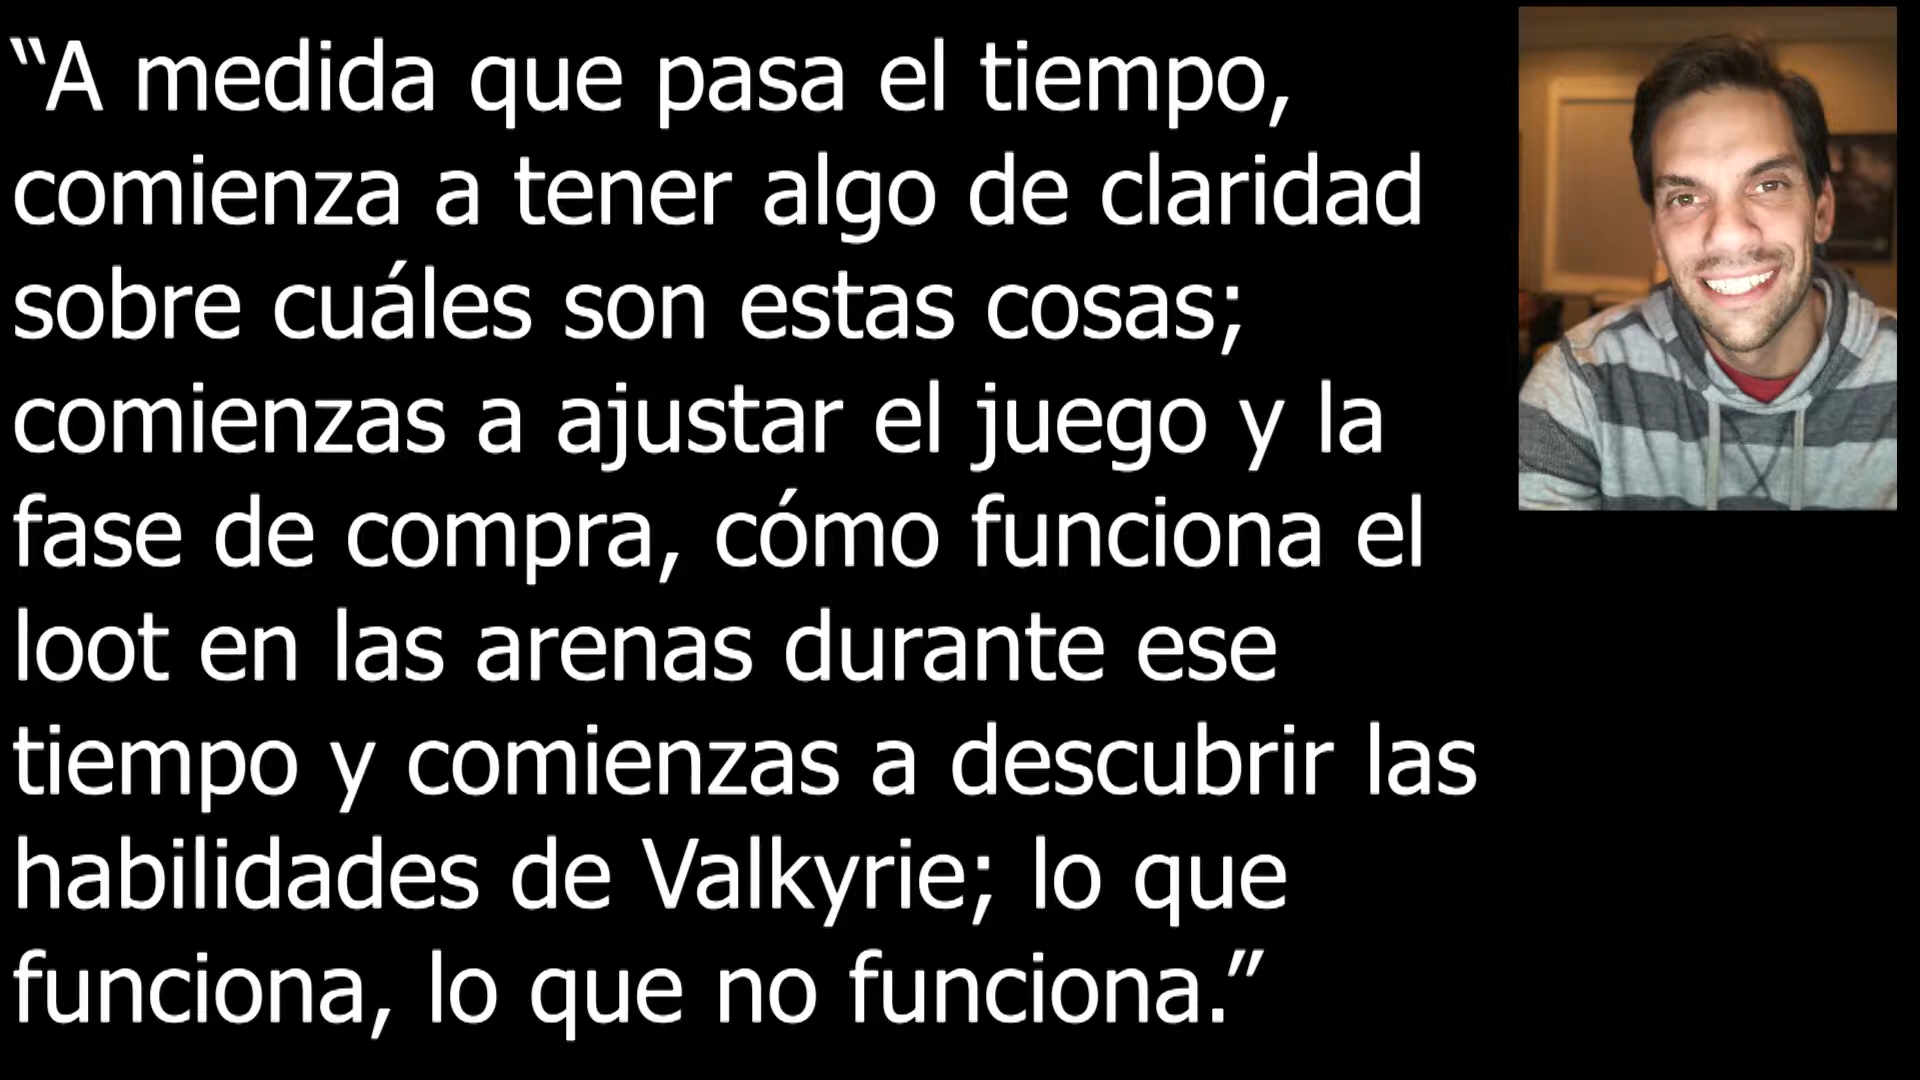 “A medida que pasa el tiempo,
comienza a tener algo de claridad
sobre cuáles son estas cosas;
comienzas a ajustar el juego y la
fase de compra, cómo funciona el
loot en las arenas durante ese
tiempo y comienzas a descubrir las
habilidades de Valkyrie; lo que
funciona, lo que no funciona.”